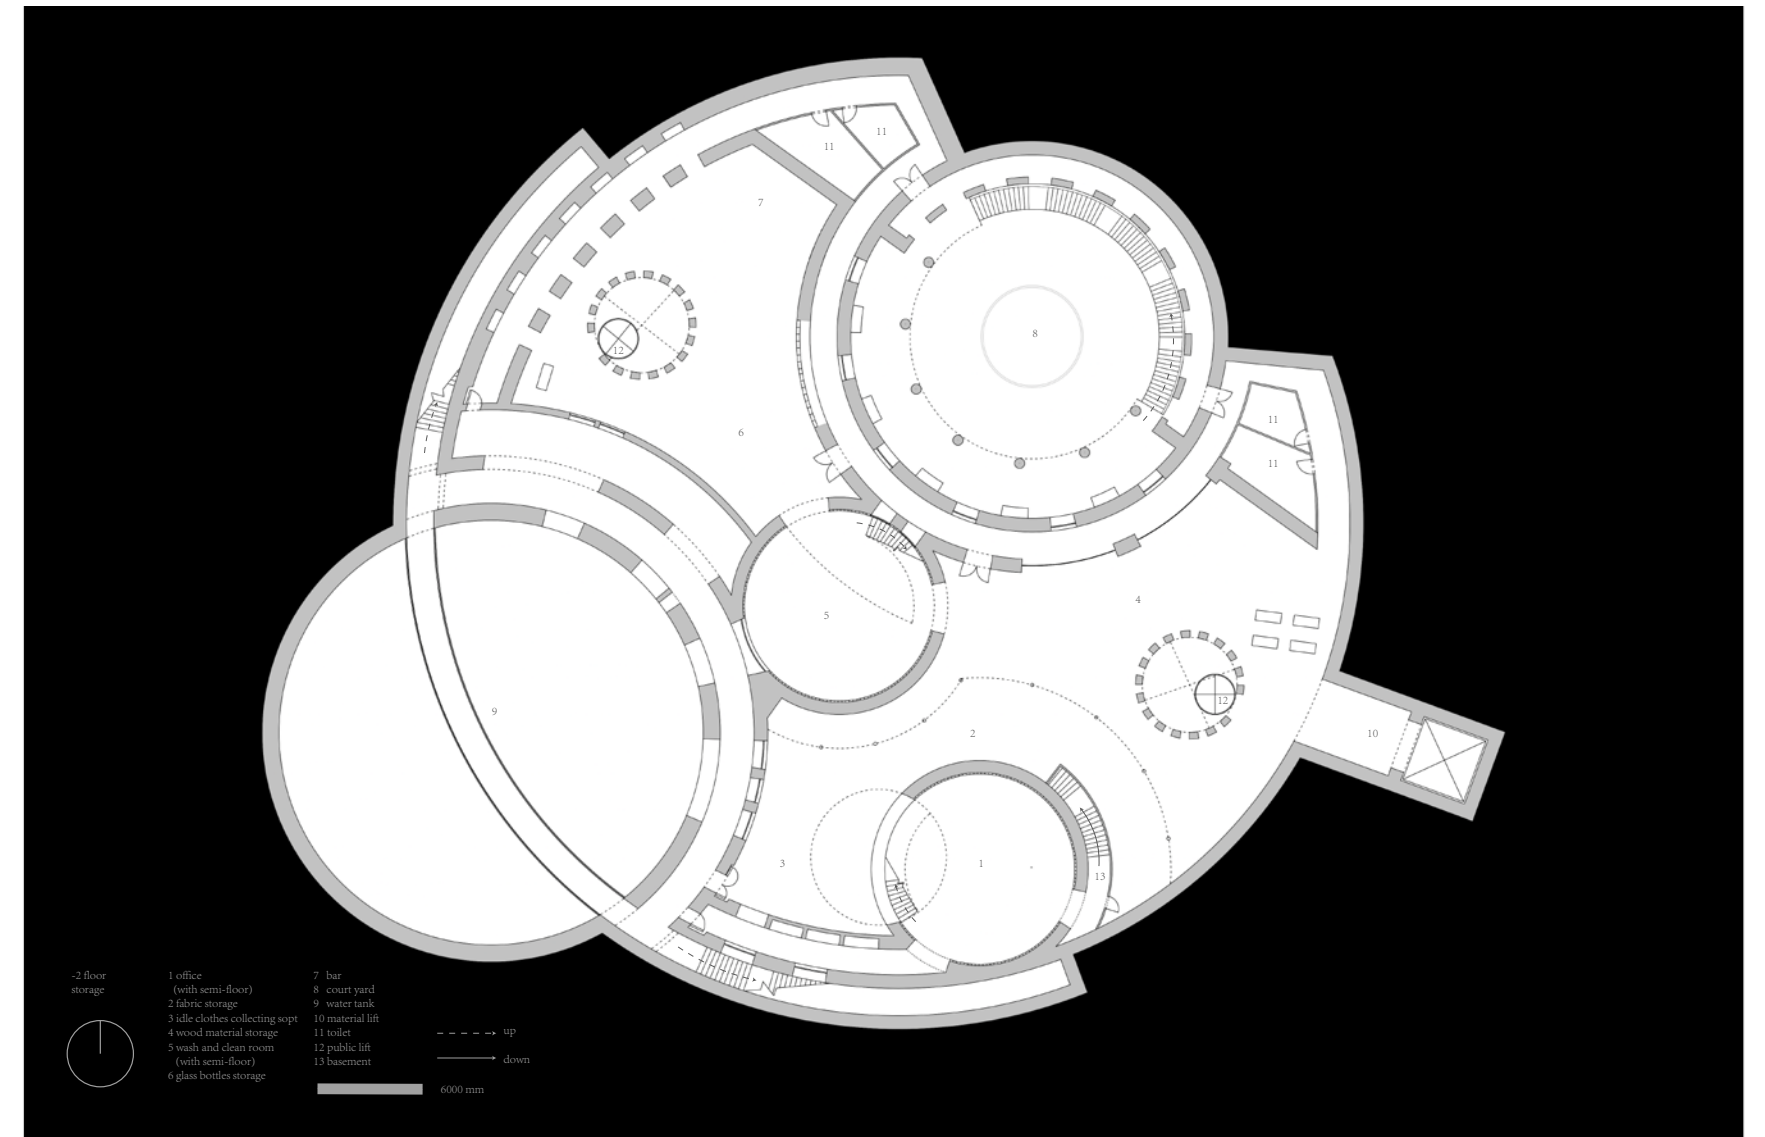 11
11
7
12
8
6
11
11
5
4
12
9
2
10
3
1
13
-2 floor
storage
1 office
(with semi-floor)
2 fabric storage
3 idle clothes collecting sopt
4 wood material storage
5 wash and clean room
(with semi-floor)
6 glass bottles storage
7 bar
8 court yard
9 water tank
10 material lift
11 toilet
12 public lift
13 basement
up
down
6000 mm